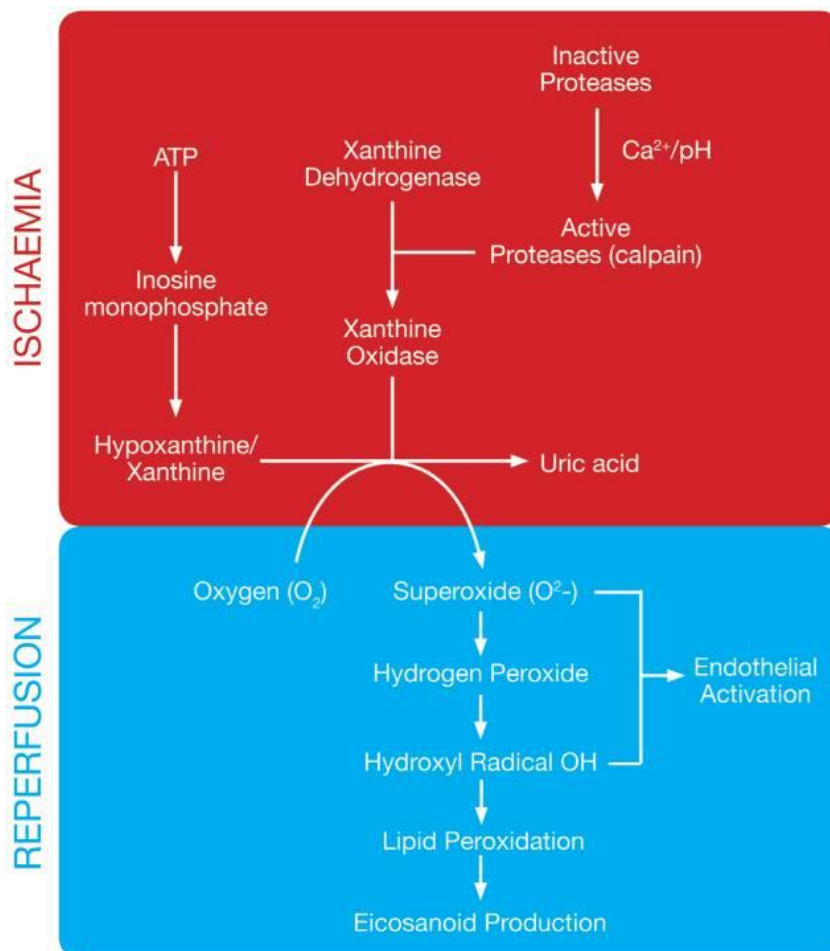 ISCHAEMIA
Inactive
Proteases
Ca²⁺/pH
ATP
Xanthine
Dehydrogenase
Active
Proteases (calpain)
Inosine
monophosphate
Xanthine
Oxidase
Hypoxanthine/
Xanthine
Uric acid
REPERFUSION
Oxygen (O₂)
Superoxide (O²-)
Hydrogen Peroxide
Endothelial
Activation
Hydroxyl Radical OH
Lipid Peroxidation
Eicosanoid Production